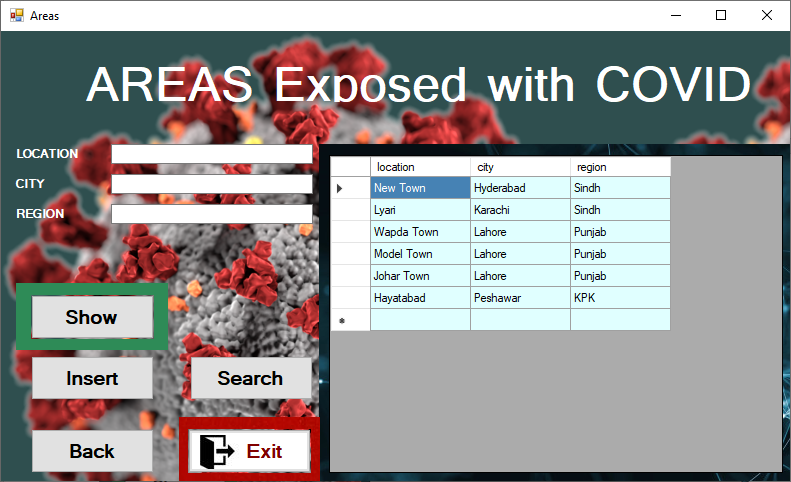 Areas
AREAS Exposed with COVID
LOCATION
CITY
REGION
location city region
New Town Hyderabad Sindh
Lyari Karachi Sindh
Wapda Town Lahore Punjab
Model Town Lahore Punjab
Johar Town Lahore Punjab
Hayatabad Peshawar KPK
Show
Insert Search
Back Exit